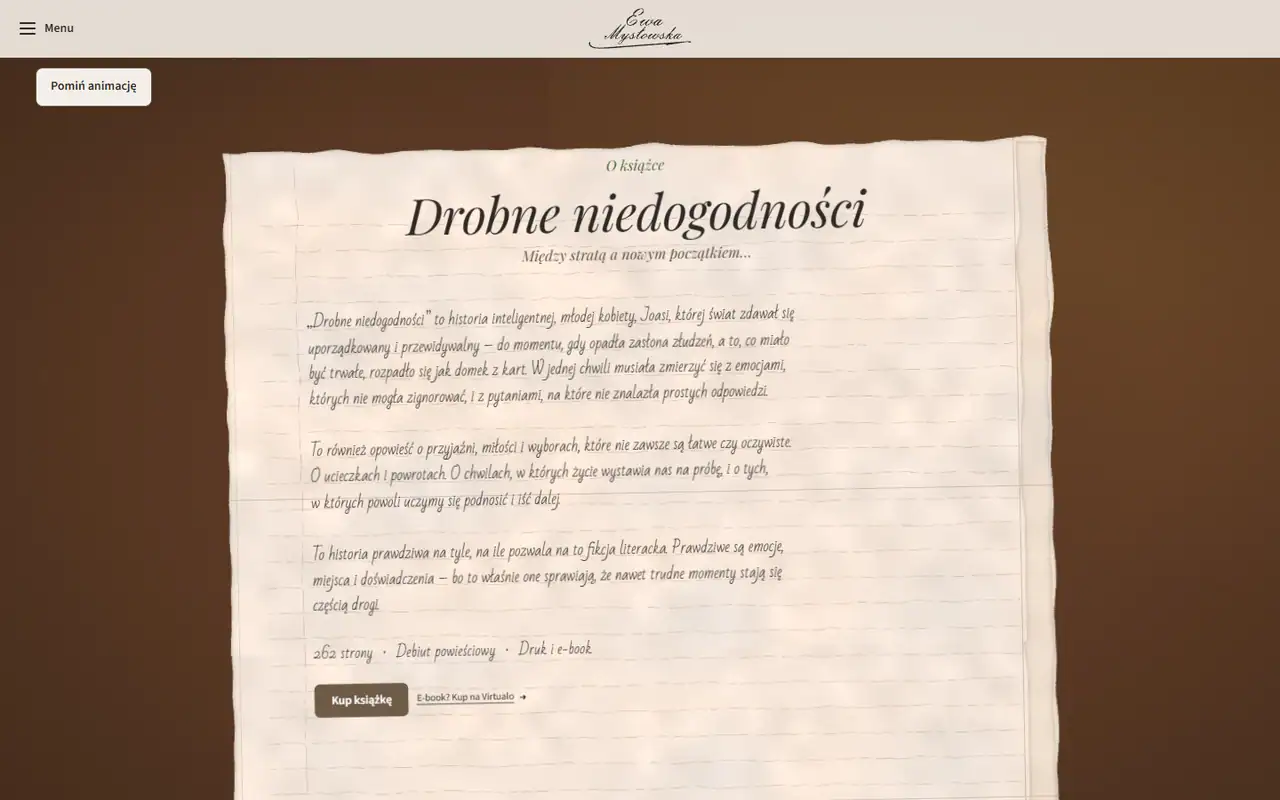 Menu
Ewa
Mysłowska
Pomiń animację
O książce
Drobne niedogodności
Między stratą a nowym początkiem...
„Drobne niedogodności” to historia inteligentnej, młodej kobiety, Joasi, której świat zdawał się
uporządkowany i przewidywalny – do momentu, gdy opadła zasłona złudzeń, a to, co miało
być trwałe, rozpadło się jak domek z kart. W jednej chwili musiała zmierzyć się z emocjami,
których nie mogła zignorować, i z pytaniami, na które nie znalazła prostych odpowiedzi.
To również opowieść o przyjaźni, miłości i wyborach, które nie zawsze są łatwe czy oczywiste.
O ucieczkach i powrotach. O chwilach, w których życie wystawia nas na próbę, i o tych,
w których powoli uczymy się podnosić i iść dalej.
To historia prawdziwa na tyle, na ile pozwala na to fikcja literacka. Prawdziwe są emocje,
miejsca i doświadczenia – bo to właśnie one sprawiają, że nawet trudne momenty stają się
częścią drogi.
262 strony · Debiut powieściowy · Druk i e-book
Kup książkę
E-book? Kup na Virtualo →